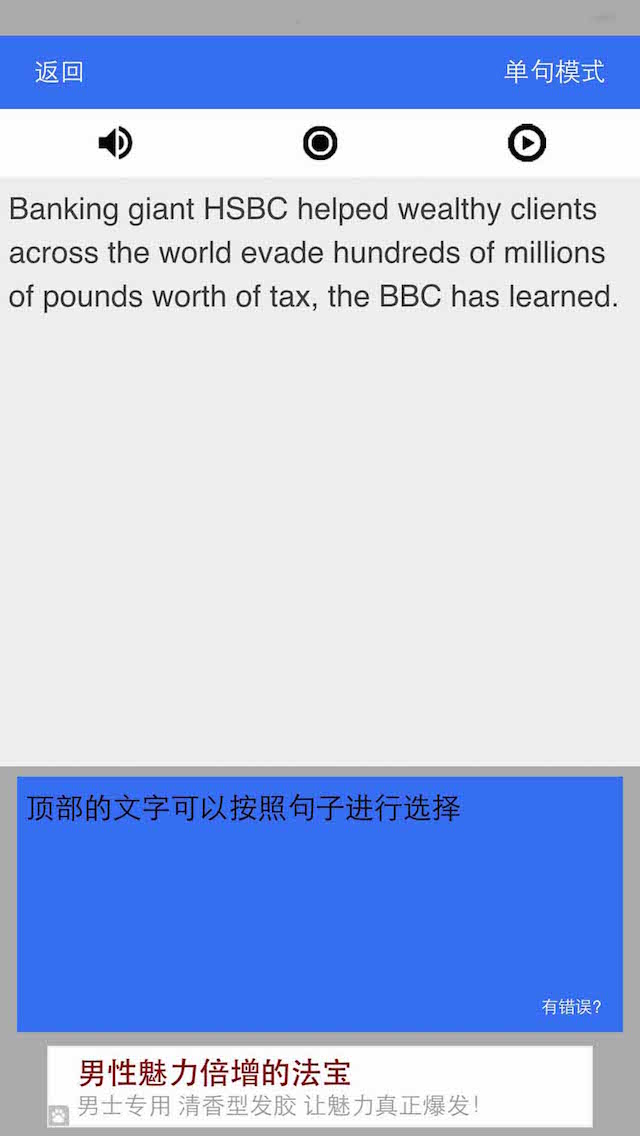 返回
单句模式
Banking giant HSBC helped wealthy clients
across the world evade hundreds of millions
of pounds worth of tax, the BBC has learned.
顶部的文字可以按照句子进行选择
有错误?
男性魅力倍增的法宝
男士专用 清香型发胶 让魅力真正爆发!